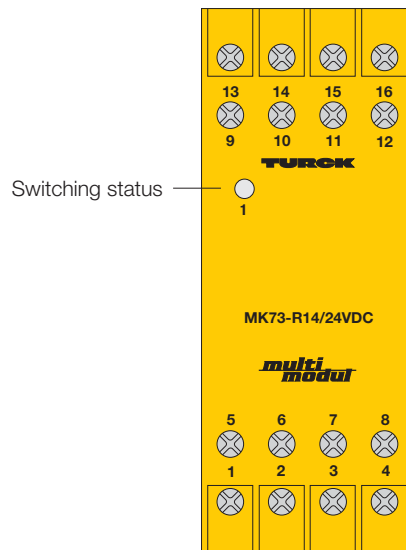 13 14 15 16
9 10 11 12
TURCK
Switching status
1
MK73-R14/24VDC
multi
modul
5 6 7 8
1 2 3 4